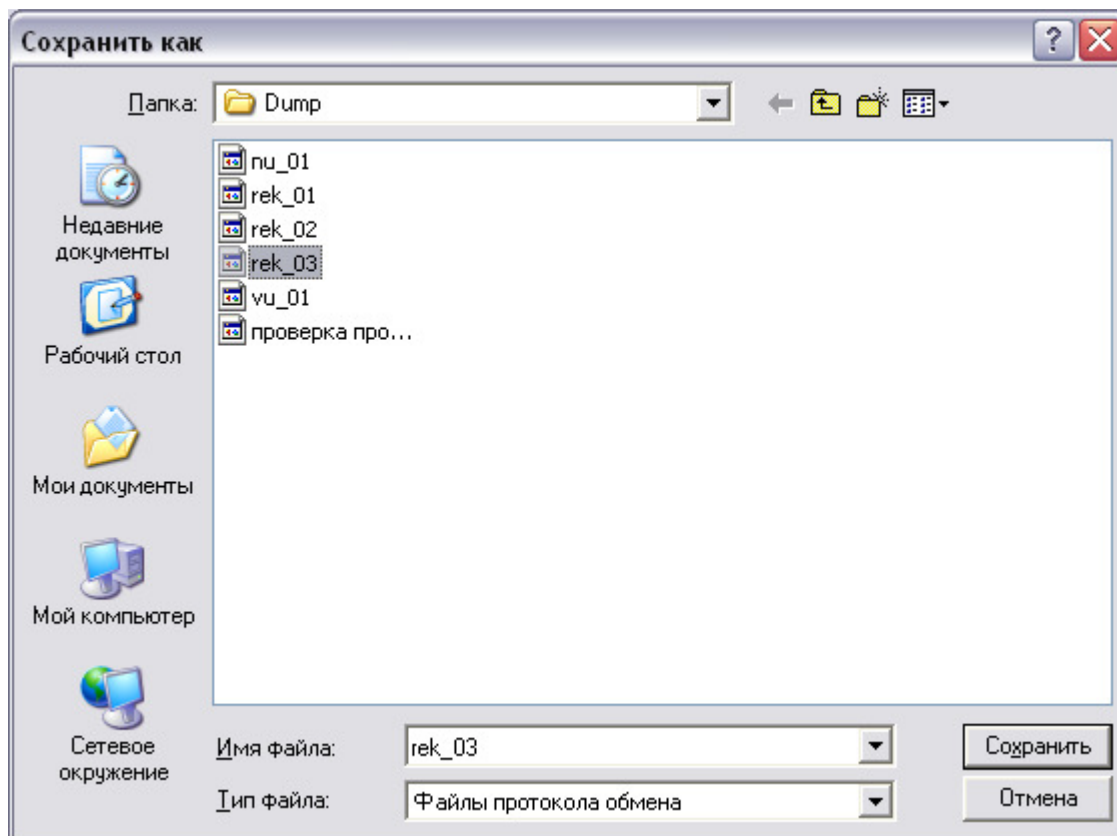 Сохранить как
Папка:
Dump
nu_01
rek_01
rek_02
rek_03
vu_01
проверка про...
Недавние
документы
Рабочий стол
Мои документы
Мой компьютер
Сетевое
окружение
Имя файла:
rek_03
Сохранить
Тип файла:
Файлы протокола обмена
Отмена